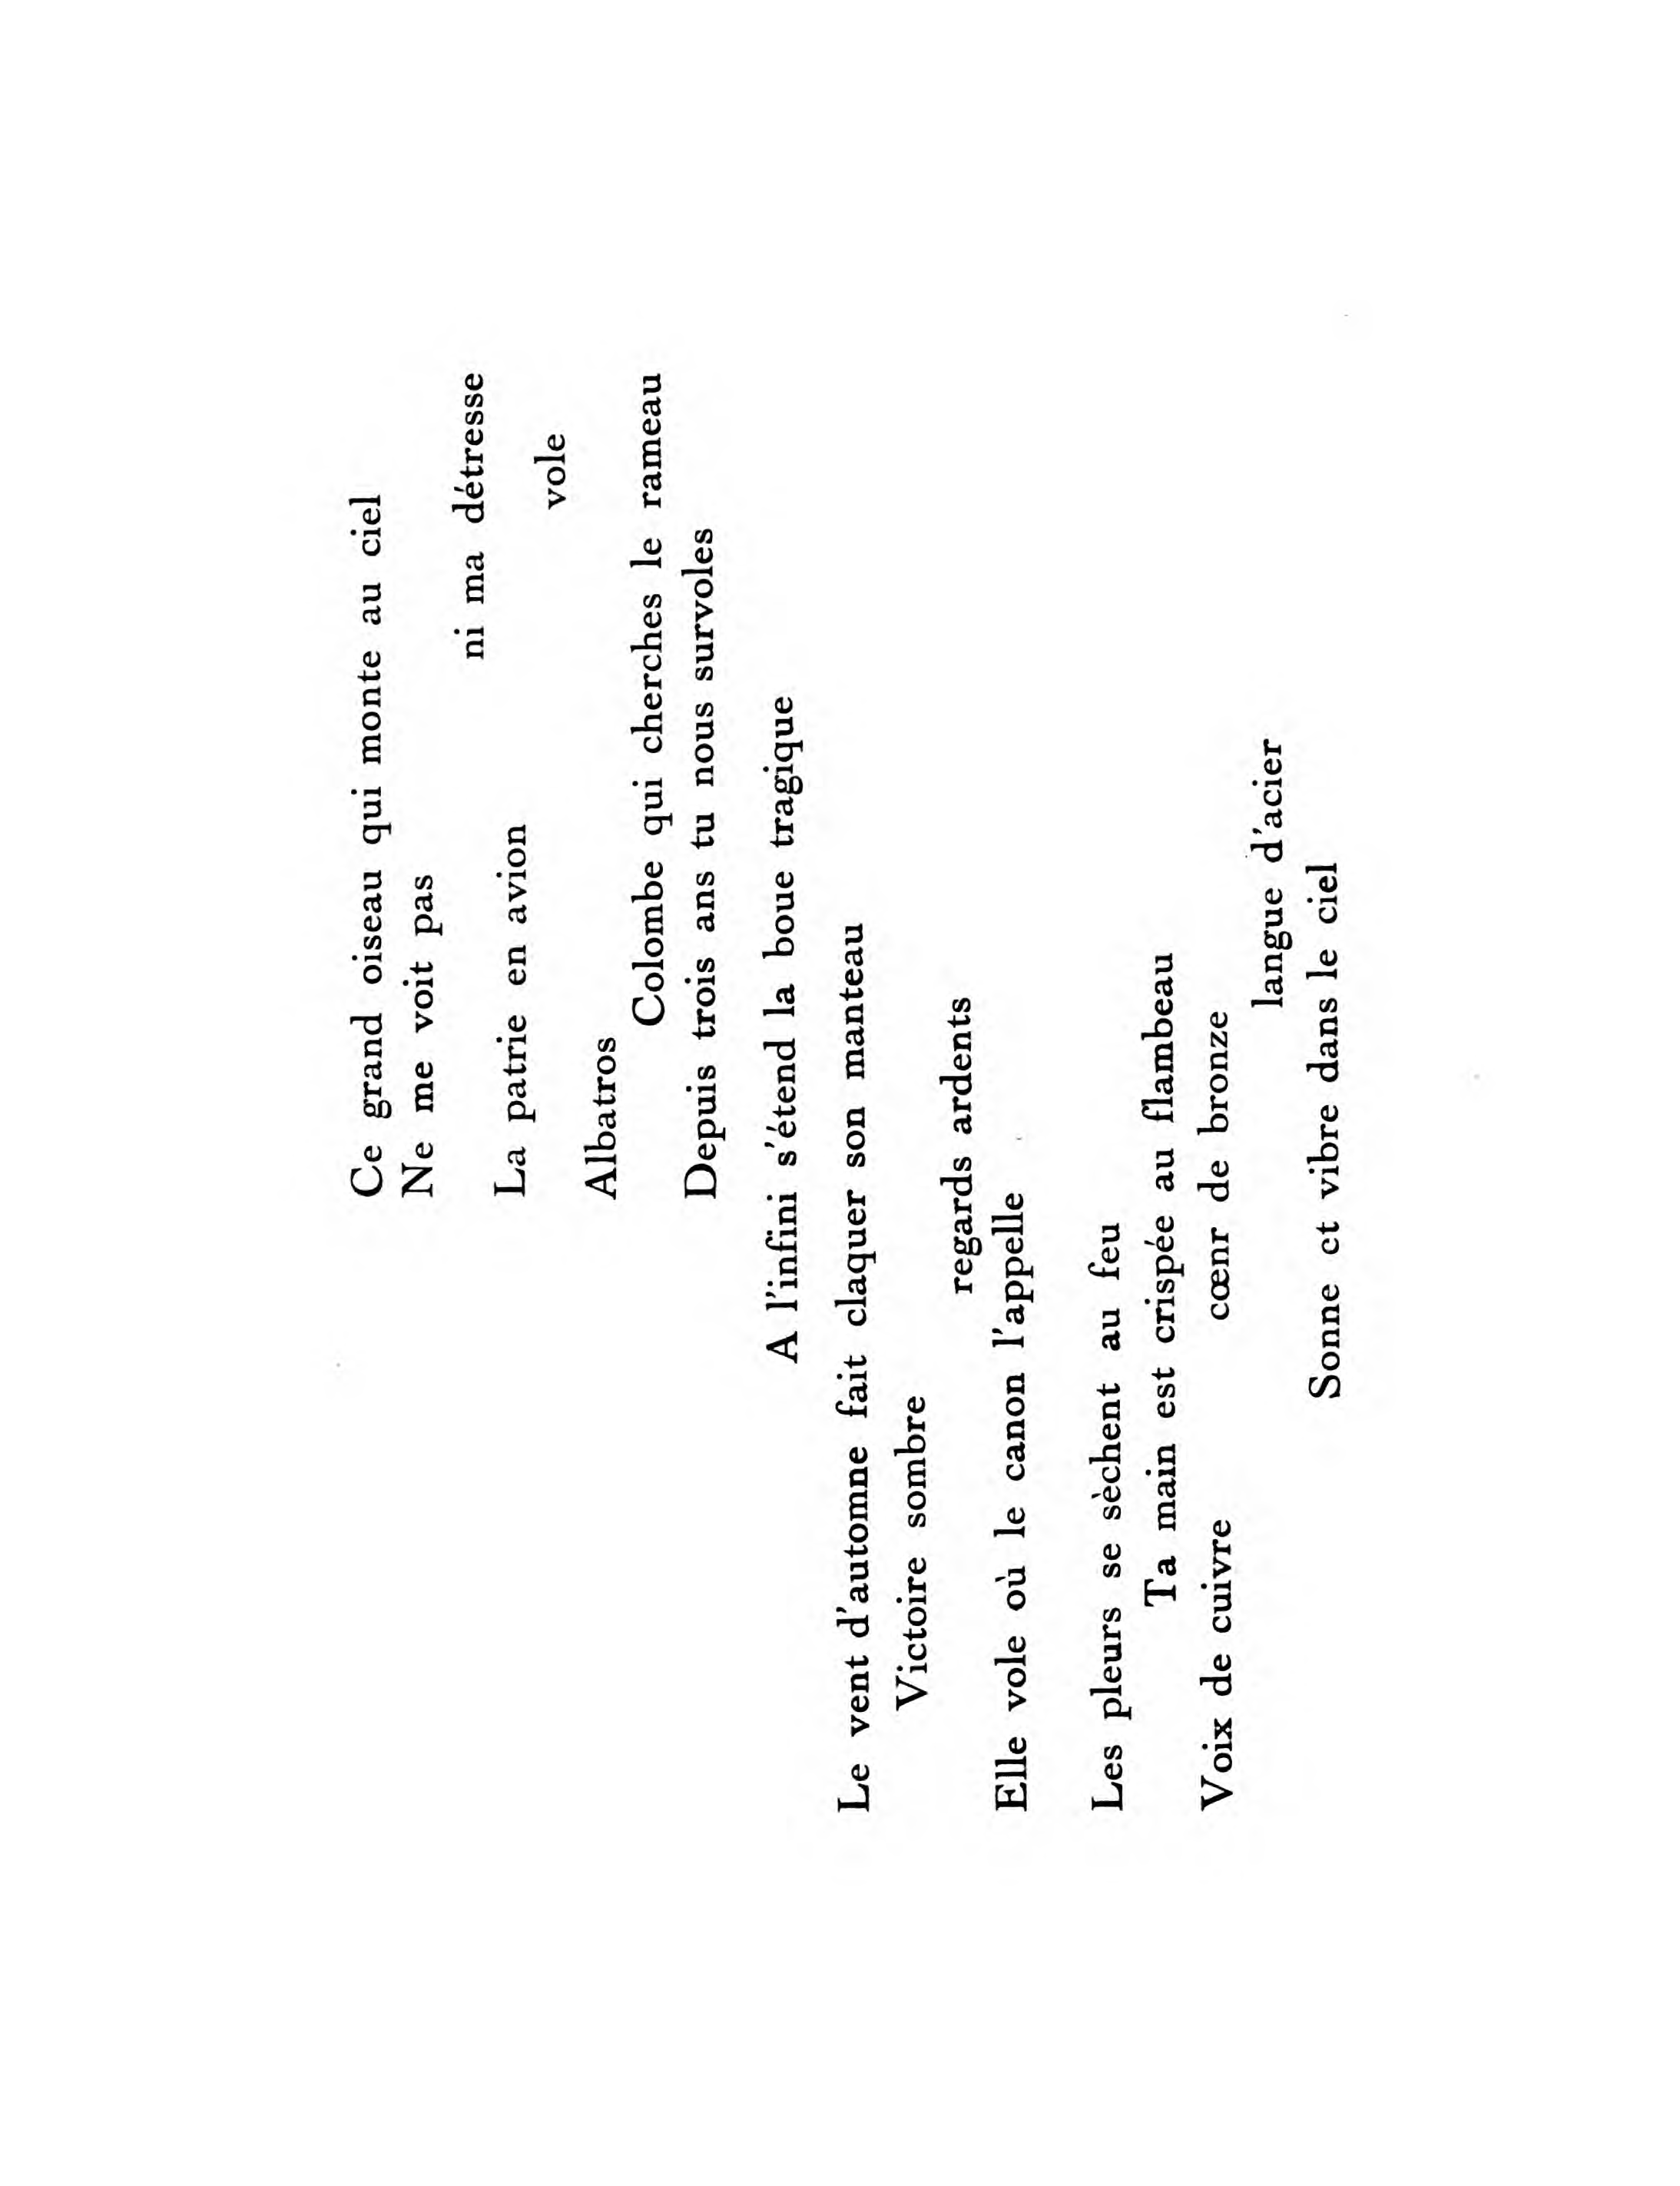 Ce grand oiseau qui monte au ciel
Ne me voit pas
ni ma détresse
La patrie en avion
vole
Albatros
Colombe qui cherches le rameau
Depuis trois ans tu nous survoles
A l'infini s'étend la boue tragique
Le vent d'automne fait claquer son manteau
Victoire sombre
regards ardents
Elle vole où le canon l'appelle
Les pleurs se sèchent au feu
Ta main est crispée au flambeau
Voix de cuivre cœnr de bronze
langue d'acier
Sonne ct vibre dans le ciel